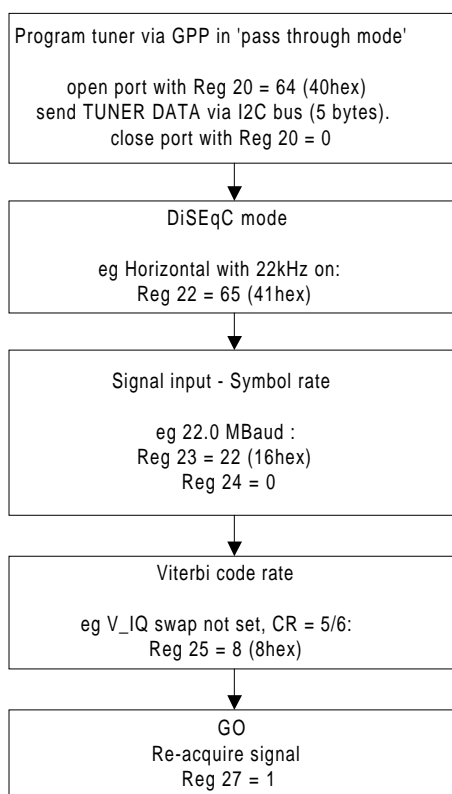 Program tuner via GPP in 'pass through mode'
open port with Reg 20 = 64 (40hex)
send TUNER DATA via I2C bus (5 bytes).
close port with Reg 20 = 0
DiSEqC mode
eg Horizontal with 22kHz on:
Reg 22 = 65 (41hex)
Signal input - Symbol rate
eg 22.0 MBaud :
Reg 23 = 22 (16hex)
Reg 24 = 0
Viterbi code rate
eg V_IQ swap not set, CR = 5/6:
Reg 25 = 8 (8hex)
GO
Re-acquire signal
Reg 27 = 1